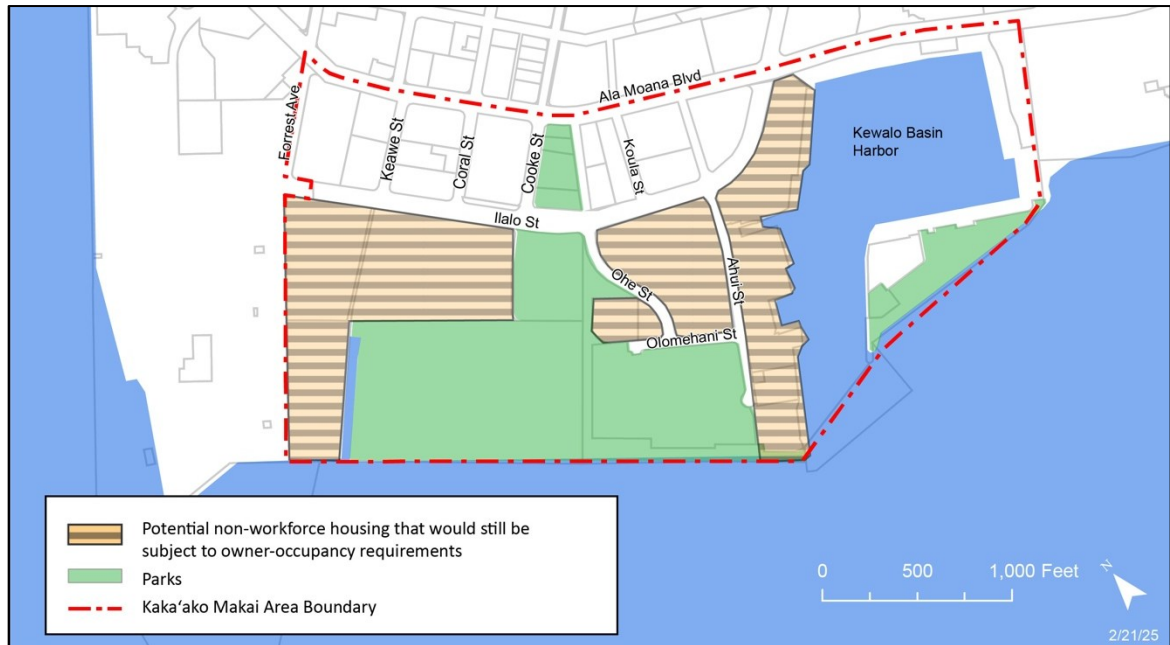 Ala Moana Blvd
Forrest Ave
Keawe St
Coral St
Cooke St
Koula St
Kewalo Basin
Harbor
Ilalo St
Ohe St
Ahui St
Olomehani St
Potential non-workforce housing that would still be
subject to owner-occupancy requirements
Parks
Kakaʻako Makai Area Boundary
0 500 1,000 Feet
N
2/21/25